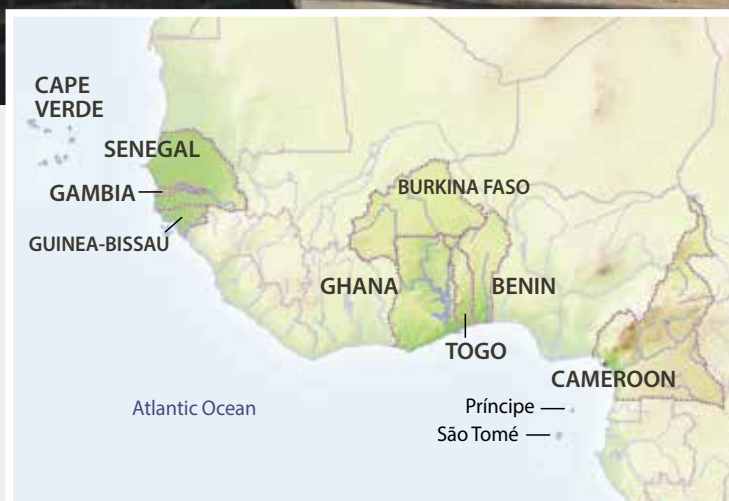 CAPE
VERDE
SENEGAL
GAMBIA
GUINEA-BISSAU
BURKINA FASO
GHANA
BENIN
TOGO
CAMEROON
Atlantic Ocean
Príncipe
São Tomé